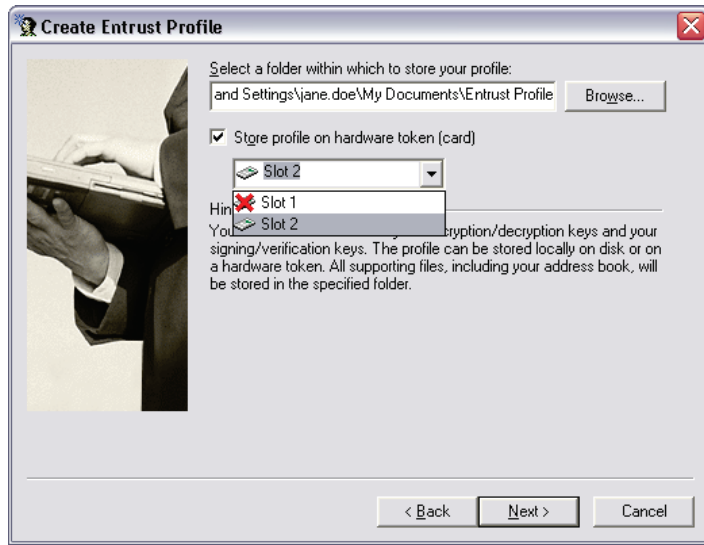 Create Entrust Profile
Select a folder within which to store your profile:
and Settings\jane.doe\My Documents\Entrust Profile
Browse...
Store profile on hardware token (card)
Slot 2
Slot 1
Slot 2
You cryption/decryption keys and your
signing/verification keys. The profile can be stored locally on disk or on
a hardware token. All supporting files, including your address book, will
be stored in the specified folder.
< Back
Next >
Cancel